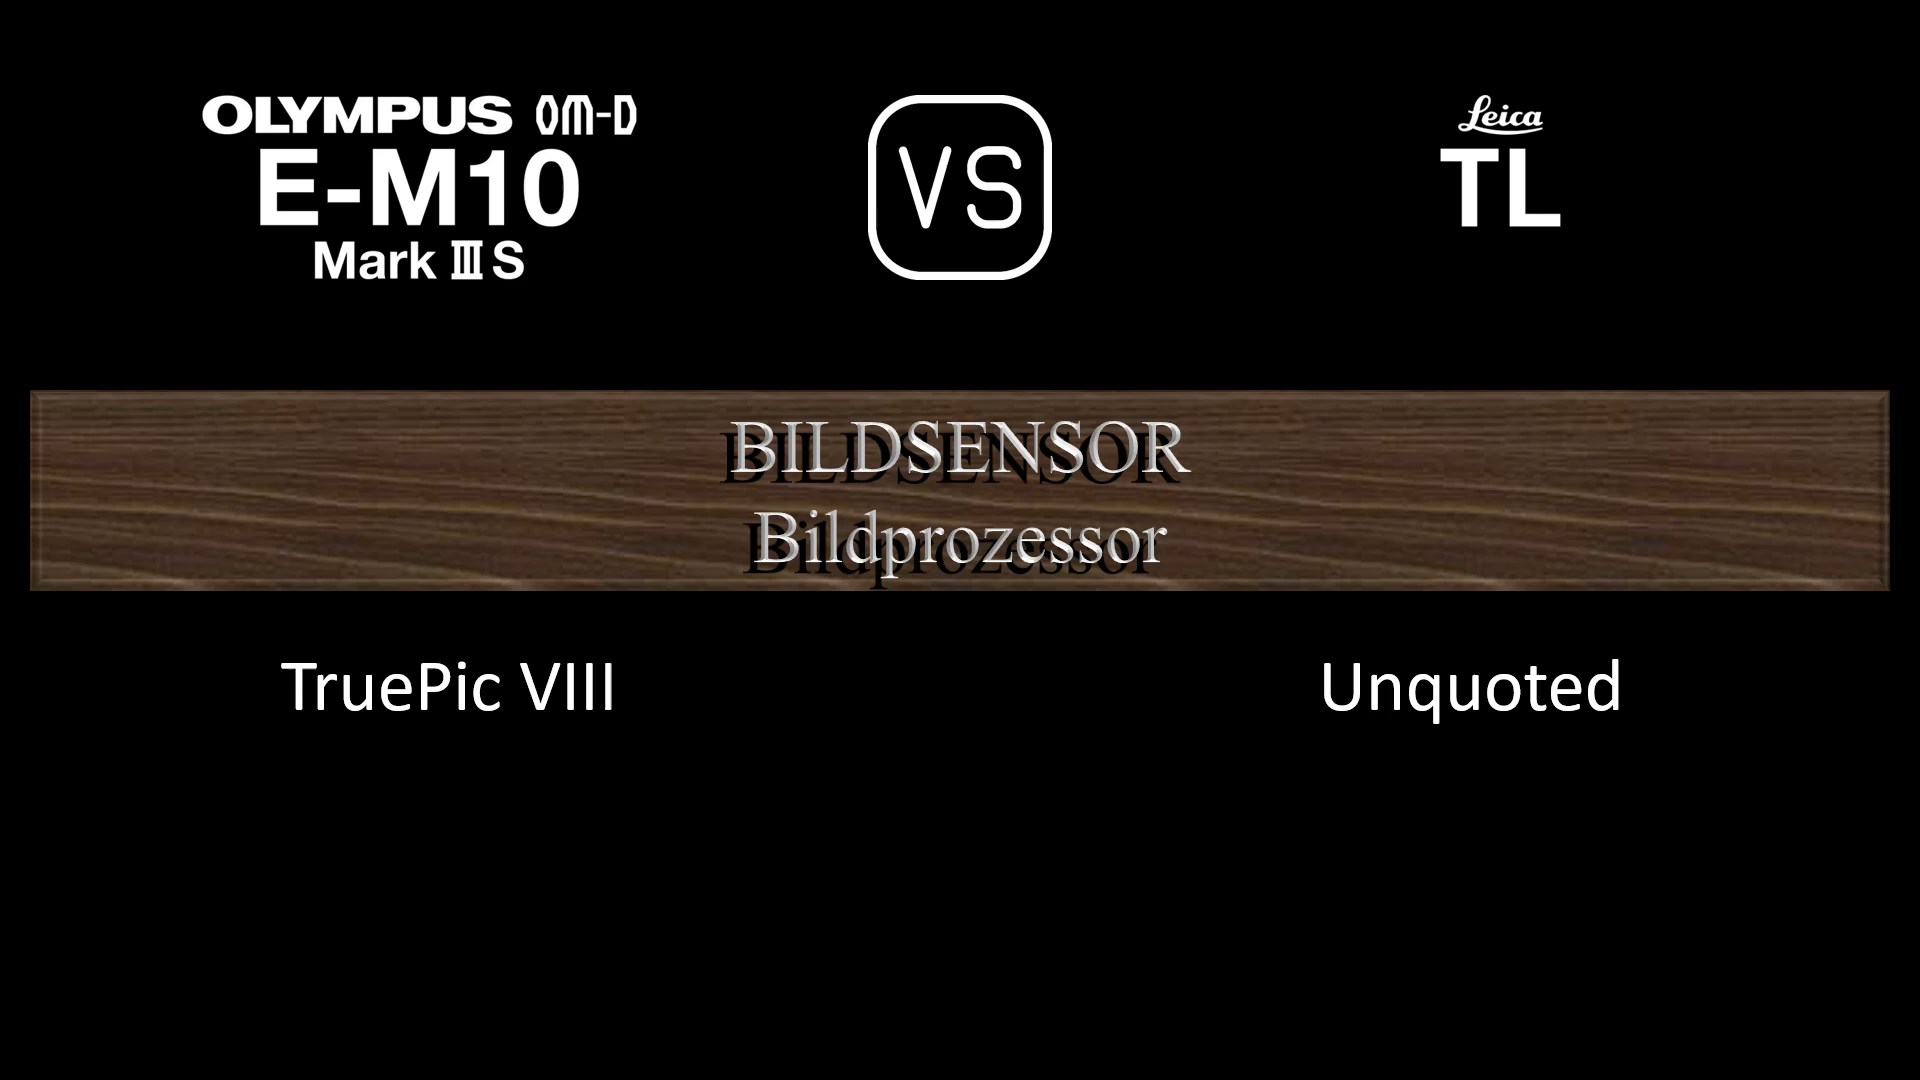 OLYMPUS OM-D
E-M10
Mark III S
VS
Leica
TL
BILDSENSOR
Bildprozessor
TruePic VIII
Unquoted